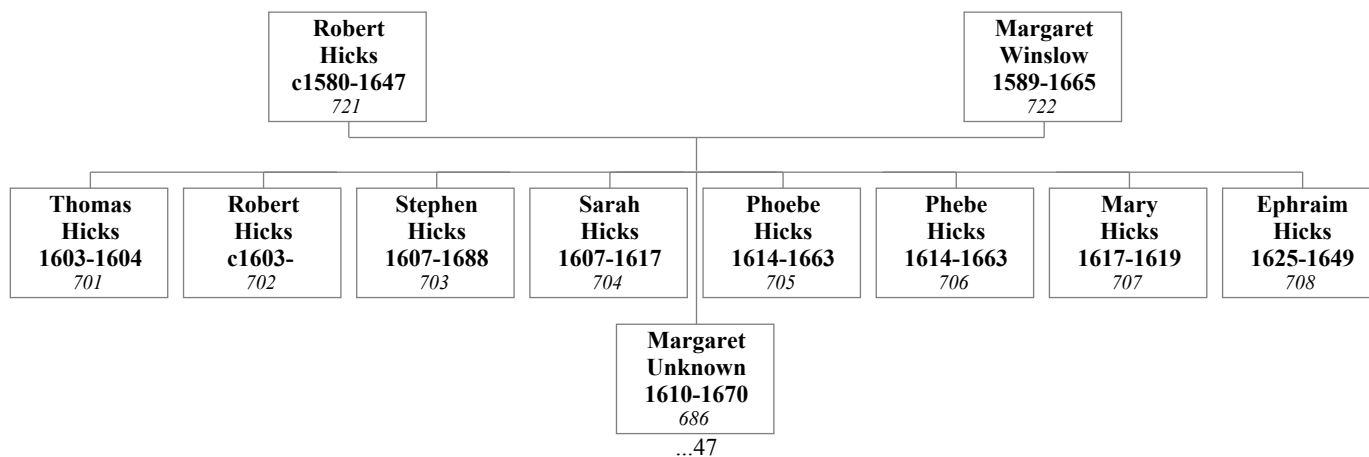 Robert
Hicks
c1580-1647
721
Margaret
Winslow
1589-1665
722
Thomas
Hicks
1603-1604
701
Robert
Hicks
c1603-
702
Stephen
Hicks
1607-1688
703
Sarah
Hicks
1607-1617
704
Phoebe
Hicks
1614-1663
705
Phebe
Hicks
1614-1663
706
Mary
Hicks
1617-1619
707
Ephraim
Hicks
1625-1649
708
Margaret
Unknown
1610-1670
686
...47